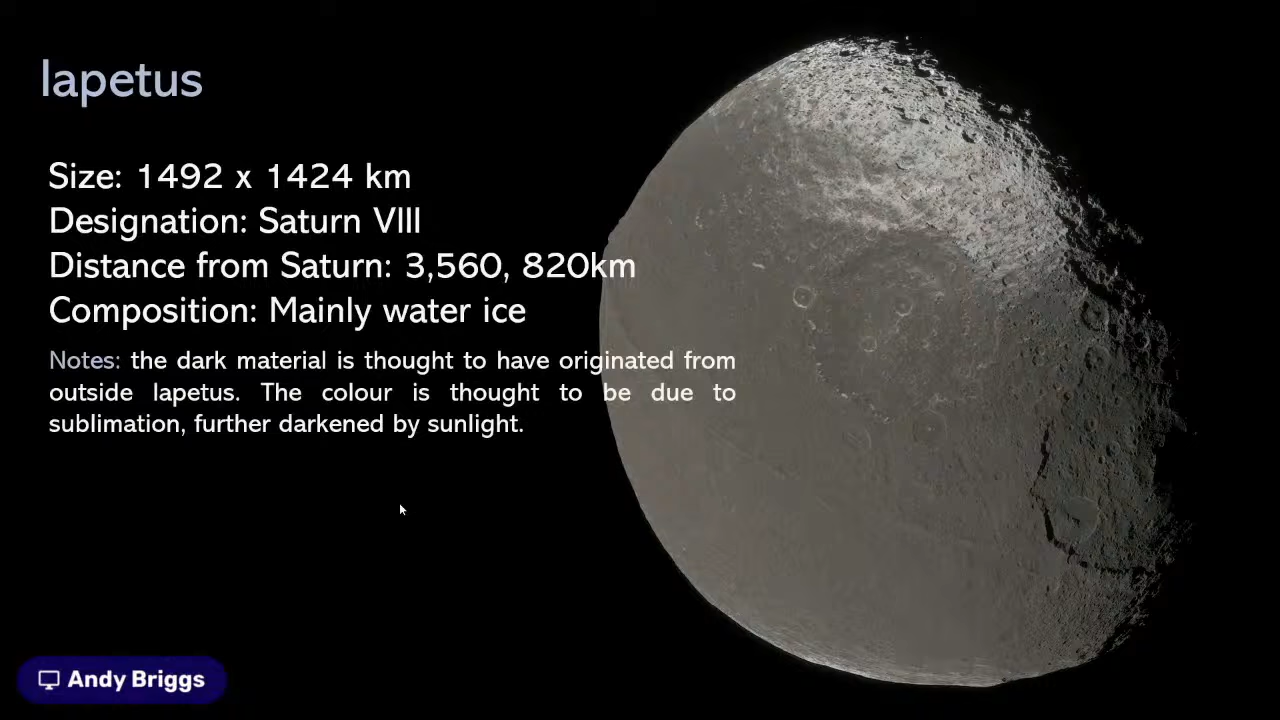 Iapetus
Size: 1492 x 1424 km
Designation: Saturn VIII
Distance from Saturn: 3,560, 820km
Composition: Mainly water ice
Notes: the dark material is thought to have originated from
outside Iapetus. The colour is thought to be due to
sublimation, further darkened by sunlight.
Andy Briggs